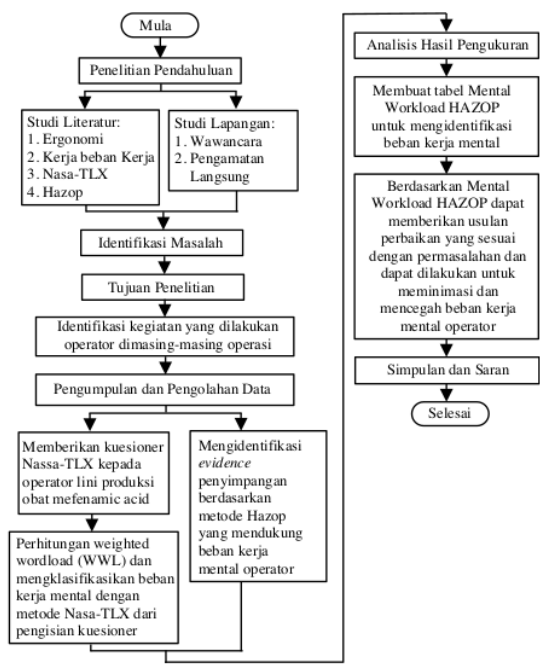 Mula
Penelitian Pendahuluan
Studi Literatur:
1. Ergonomi
2. Kerja beban Kerja
3. Nasa-TLX
4. Hazop
Studi Lapangan:
1. Wawancara
2. Pengamatan
Langsung
Identifikasi Masalah
Tujuan Penelitian
Identifikasi kegiatan yang dilakukan
operator dimasing-masing operasi
Pengumpulan dan Pengolahan Data
Memberikan kuesioner
Nassa-TLX kepada
operator lini produksi
obat mefenamic acid
Perhitungan weighted
wordload (WWL) dan
mengklasifikasikan beban
kerja mental dengan
metode Nasa-TLX dari
pengisian kuesioner
Mengidentifikasi
evidence
penyimpangan
berdasarkan
metode Hazop
yang mendukung
beban kerja
mental operator
Analisis Hasil Pengukuran
Membuat tabel Mental
Workload HAZOP
untuk mengidentifikasi
beban kerja mental
Berdasarkan Mental
Workload HAZOP dapat
memberikan usulan
perbaikan yang sesuai
dengan permasalahan dan
dapat dilakukan untuk
meminimasi dan
mencegah beban kerja
mental operator
Simpulan dan Saran
Selesai